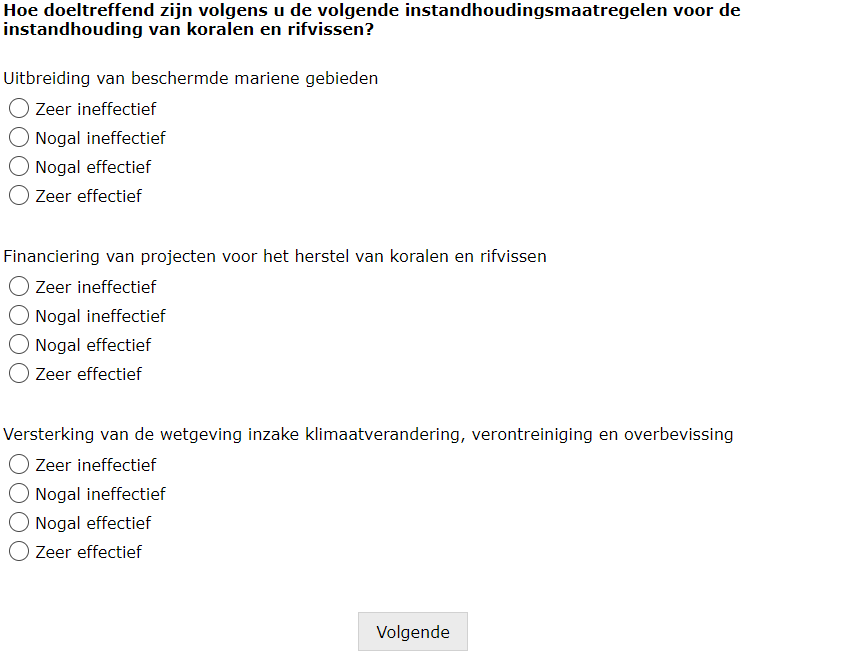 Hoe doeltreffend zijn volgens u de volgende instandhoudingsmaatregelen voor de
instandhouding van koralen en rifvissen?
Uitbreiding van beschermde mariene gebieden
Zeer ineffectief
Nogal ineffectief
Nogal effectief
Zeer effectief
Financiering van projecten voor het herstel van koralen en rifvissen
Zeer ineffectief
Nogal ineffectief
Nogal effectief
Zeer effectief
Versterking van de wetgeving inzake klimaatverandering, verontreiniging en overbevissing
Zeer ineffectief
Nogal ineffectief
Nogal effectief
Zeer effectief
Volgende